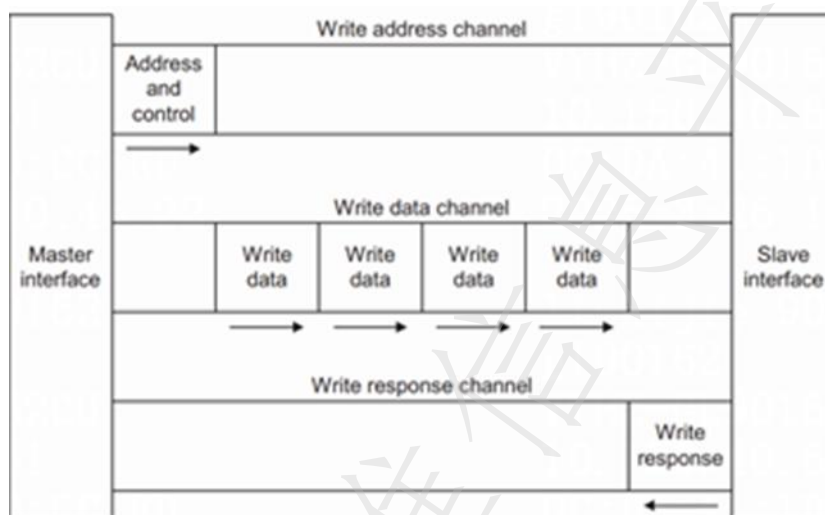 Write address channel
Address
and
control
Write data channel
Master
interface
Write
data
Write
data
Write
data
Write
data
Slave
interface
Write response channel
Write
response